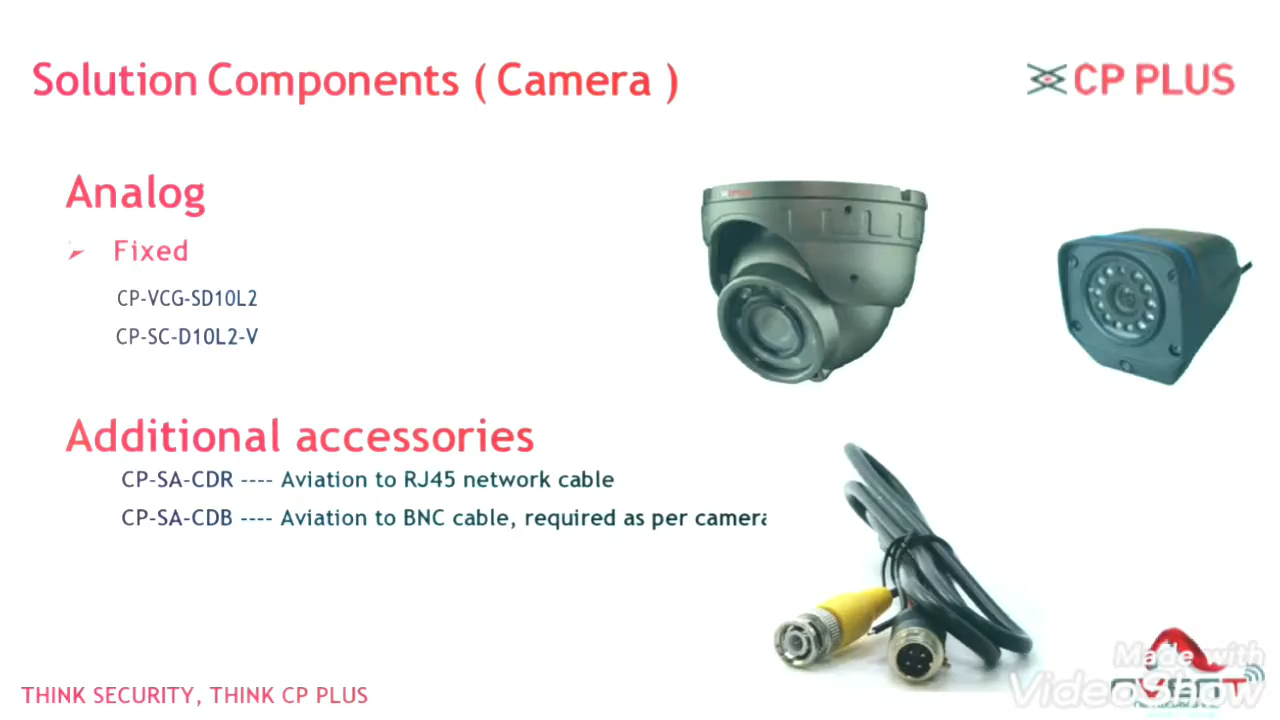 Solution Components ( Camera )
CP PLUS
Analog
➢ Fixed
CP-VCG-SD10L2
CP-SC-D10L2-V
Additional accessories
CP-SA-CDR ---- Aviation to RJ45 network cable
CP-SA-CDB ---- Aviation to BNC cable, required as per camera
THINK SECURITY, THINK CP PLUS
Made with
VideoShow